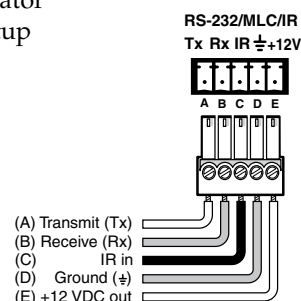 ator
tup
RS-232/MLC/IR
Tx Rx IR ⏚ +12V
A B C D E
(A) Transmit (Tx)
(B) Receive (Rx)
(C) IR in
(D) Ground (⏚)
(E) +12 VDC out